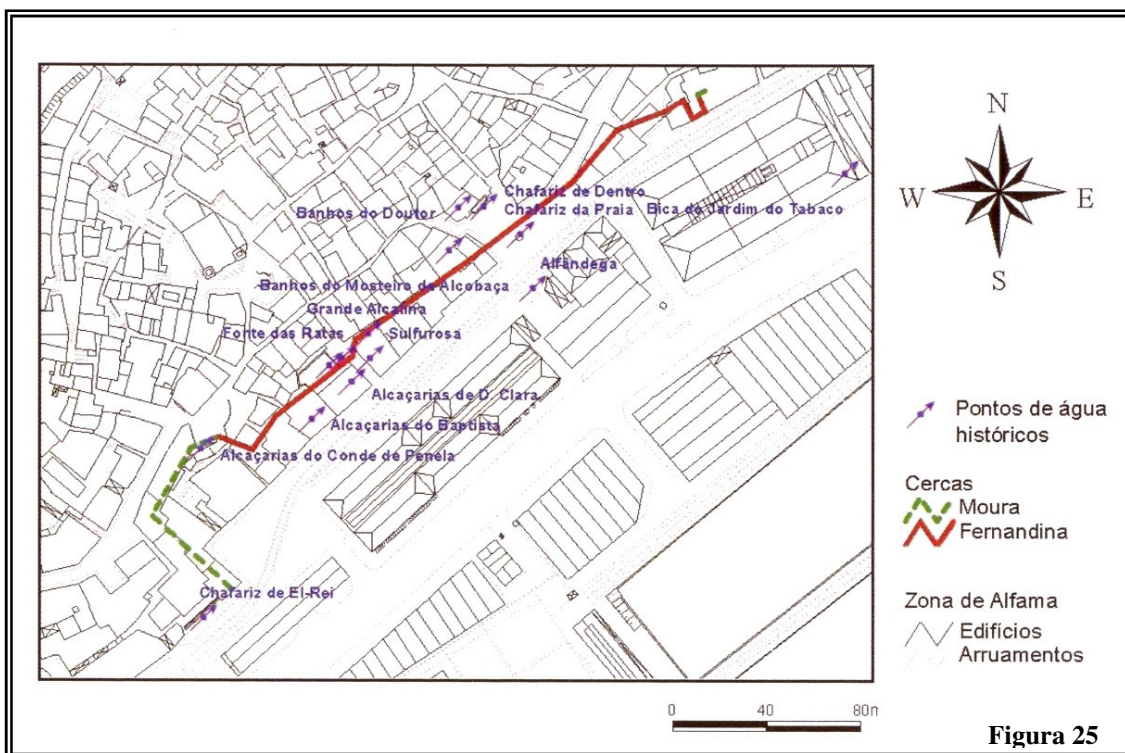 N
W
E
S
Chafariz de Dentro
Banhos do Doutor
Chafariz da Praia
Bica do Jardim do Tabaco
Alfândega
Banhos do Mosteiro de Alcobaça
Grande Alcalina
Fonte das Ratas
Sulfurosa
Alcaçarias de D. Clara
Alcaçarias do Baptista
Alcaçarias do Conde de Penela
Chafariz de El-Rei
Pontos de água
históricos
Cercas
Moura
Fernandina
Zona de Alfama
Edifícios
Arruamentos
0 40 80m
Figura 25